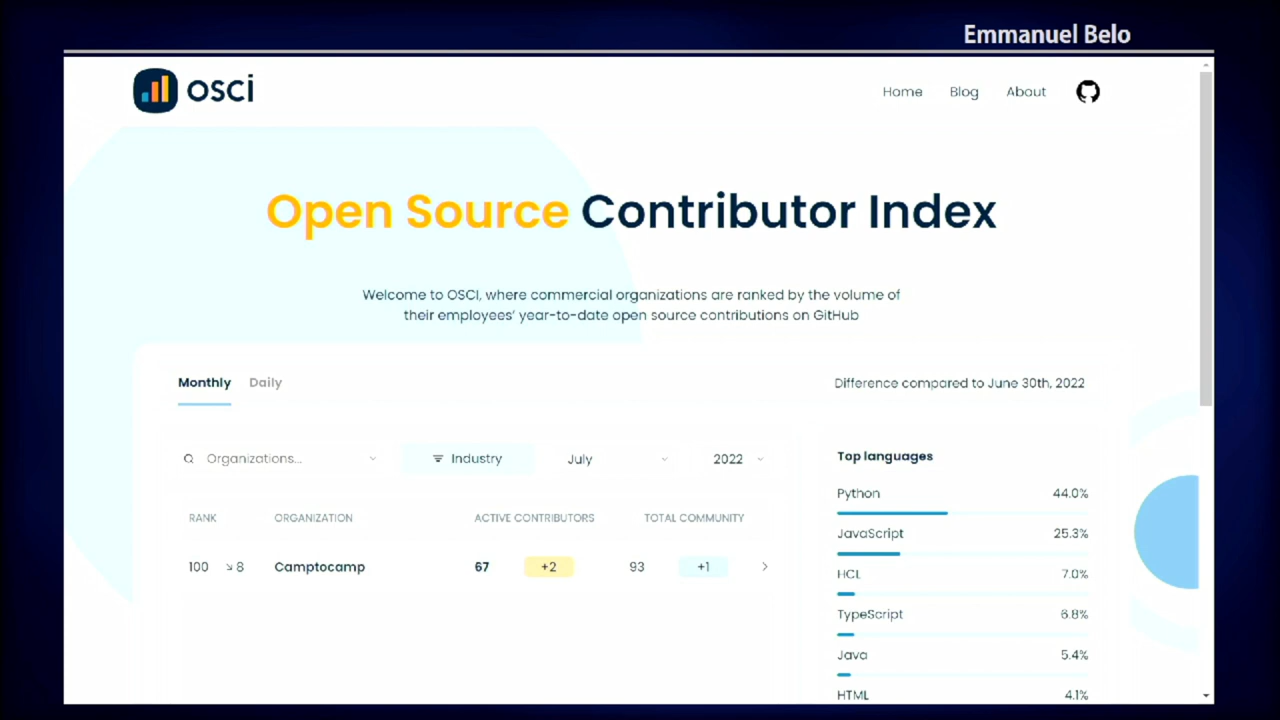 Emmanuel Belo
osci
Home Blog About
Open Source Contributor Index
Welcome to OSCI, where commercial organizations are ranked by the volume of
their employees' year-to-date open source contributions on GitHub
Monthly Daily
Difference compared to June 30th, 2022
Organizations... Industry July 2022
RANK ORGANIZATION ACTIVE CONTRIBUTORS TOTAL COMMUNITY
100 ↘ 8 Camptocamp 67 +2 93 +1 >
Top languages
Python 44.0%
JavaScript 25.3%
HCL 7.0%
TypeScript 6.8%
Java 5.4%
HTML 4.1%